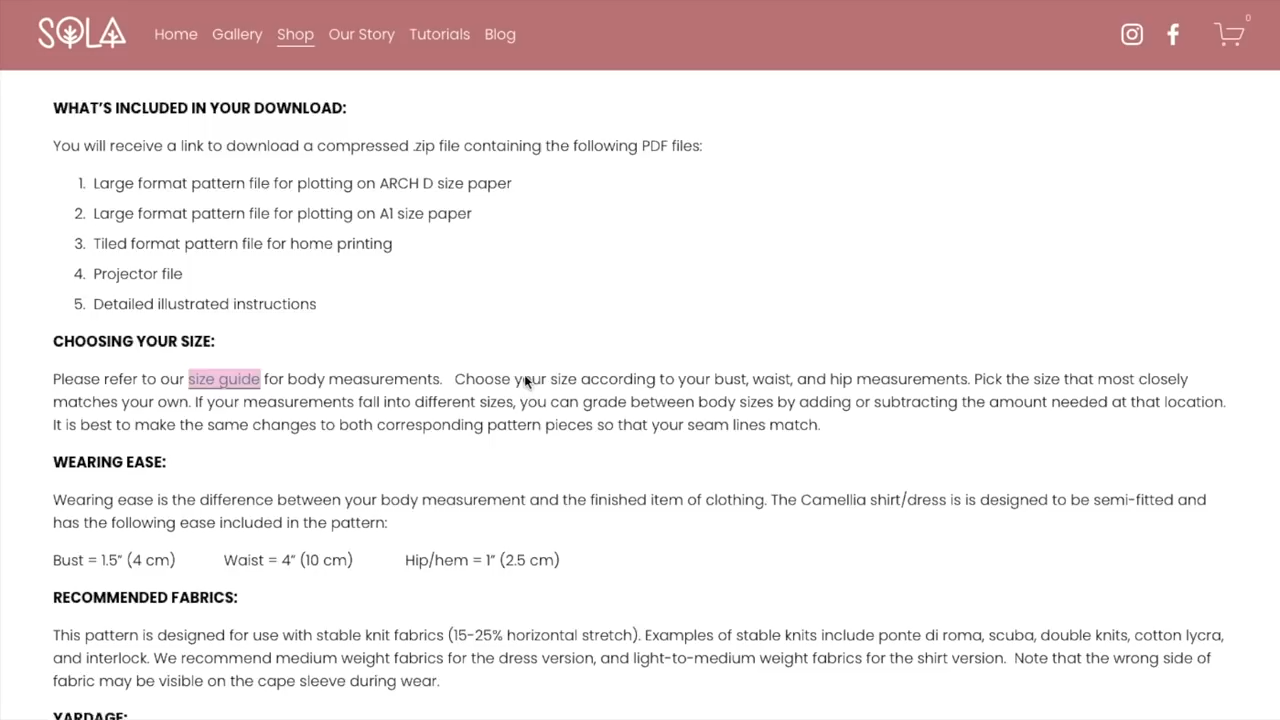 SOLA
Home Gallery Shop Our Story Tutorials Blog
0
WHAT'S INCLUDED IN YOUR DOWNLOAD:
You will receive a link to download a compressed .zip file containing the following PDF files:
1. Large format pattern file for plotting on ARCH D size paper
2. Large format pattern file for plotting on A1 size paper
3. Tiled format pattern file for home printing
4. Projector file
5. Detailed illustrated instructions
CHOOSING YOUR SIZE:
Please refer to our size guide for body measurements. Choose your size according to your bust, waist, and hip measurements. Pick the size that most closely
matches your own. If your measurements fall into different sizes, you can grade between body sizes by adding or subtracting the amount needed at that location.
It is best to make the same changes to both corresponding pattern pieces so that your seam lines match.
WEARING EASE:
Wearing ease is the difference between your body measurement and the finished item of clothing. The Camellia shirt/dress is is designed to be semi-fitted and
has the following ease included in the pattern:
Bust = 1.5" (4 cm) Waist = 4" (10 cm) Hip/hem = 1" (2.5 cm)
RECOMMENDED FABRICS:
This pattern is designed for use with stable knit fabrics (15-25% horizontal stretch). Examples of stable knits include ponte di roma, scuba, double knits, cotton lycra,
and interlock. We recommend medium weight fabrics for the dress version, and light-to-medium weight fabrics for the shirt version. Note that the wrong side of
fabric may be visible on the cape sleeve during wear.
YARDAGE: